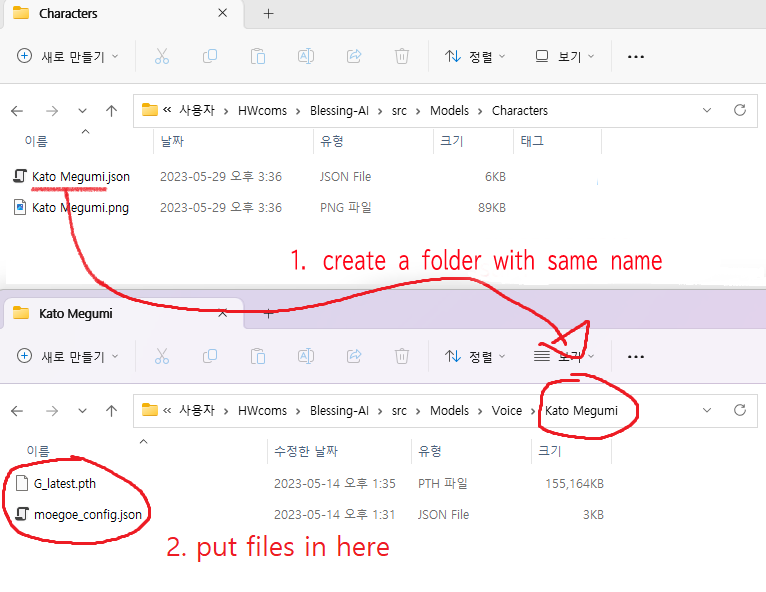 Characters
새로 만들기
정렬
보기
« 사용자 › HWcoms › Blessing-AI › src › Models › Characters
이름 날짜 유형 크기 태그
Kato Megumi.json 2023-05-29 오후 3:36 JSON File 6KB
Kato Megumi.png 2023-05-29 오후 3:36 PNG 파일 89KB
1. create a folder with same name
Kato Megumi
새로 만들기
정렬
보기
« 사용자 › HWcoms › Blessing-AI › src › Models › Voice › Kato Megumi
이름 수정한 날짜 유형 크기
G_latest.pth 2023-05-14 오후 1:35 PTH 파일 155,164KB
moegoe_config.json 2023-05-14 오후 1:31 JSON File 3KB
2. put files in here